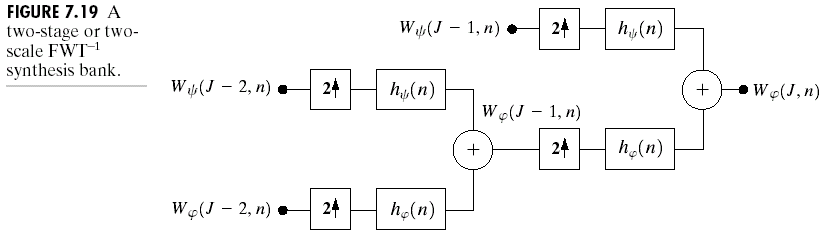 FIGURE 7.19 A
two-stage or two-
scale FWT⁻¹
synthesis bank.
Wψ(J − 1, n)
2↑
hψ(n)
Wψ(J − 2, n)
2↑
hψ(n)
+
Wφ(J, n)
Wφ(J − 1, n)
+
2↑
hφ(n)
Wφ(J − 2, n)
2↑
hφ(n)